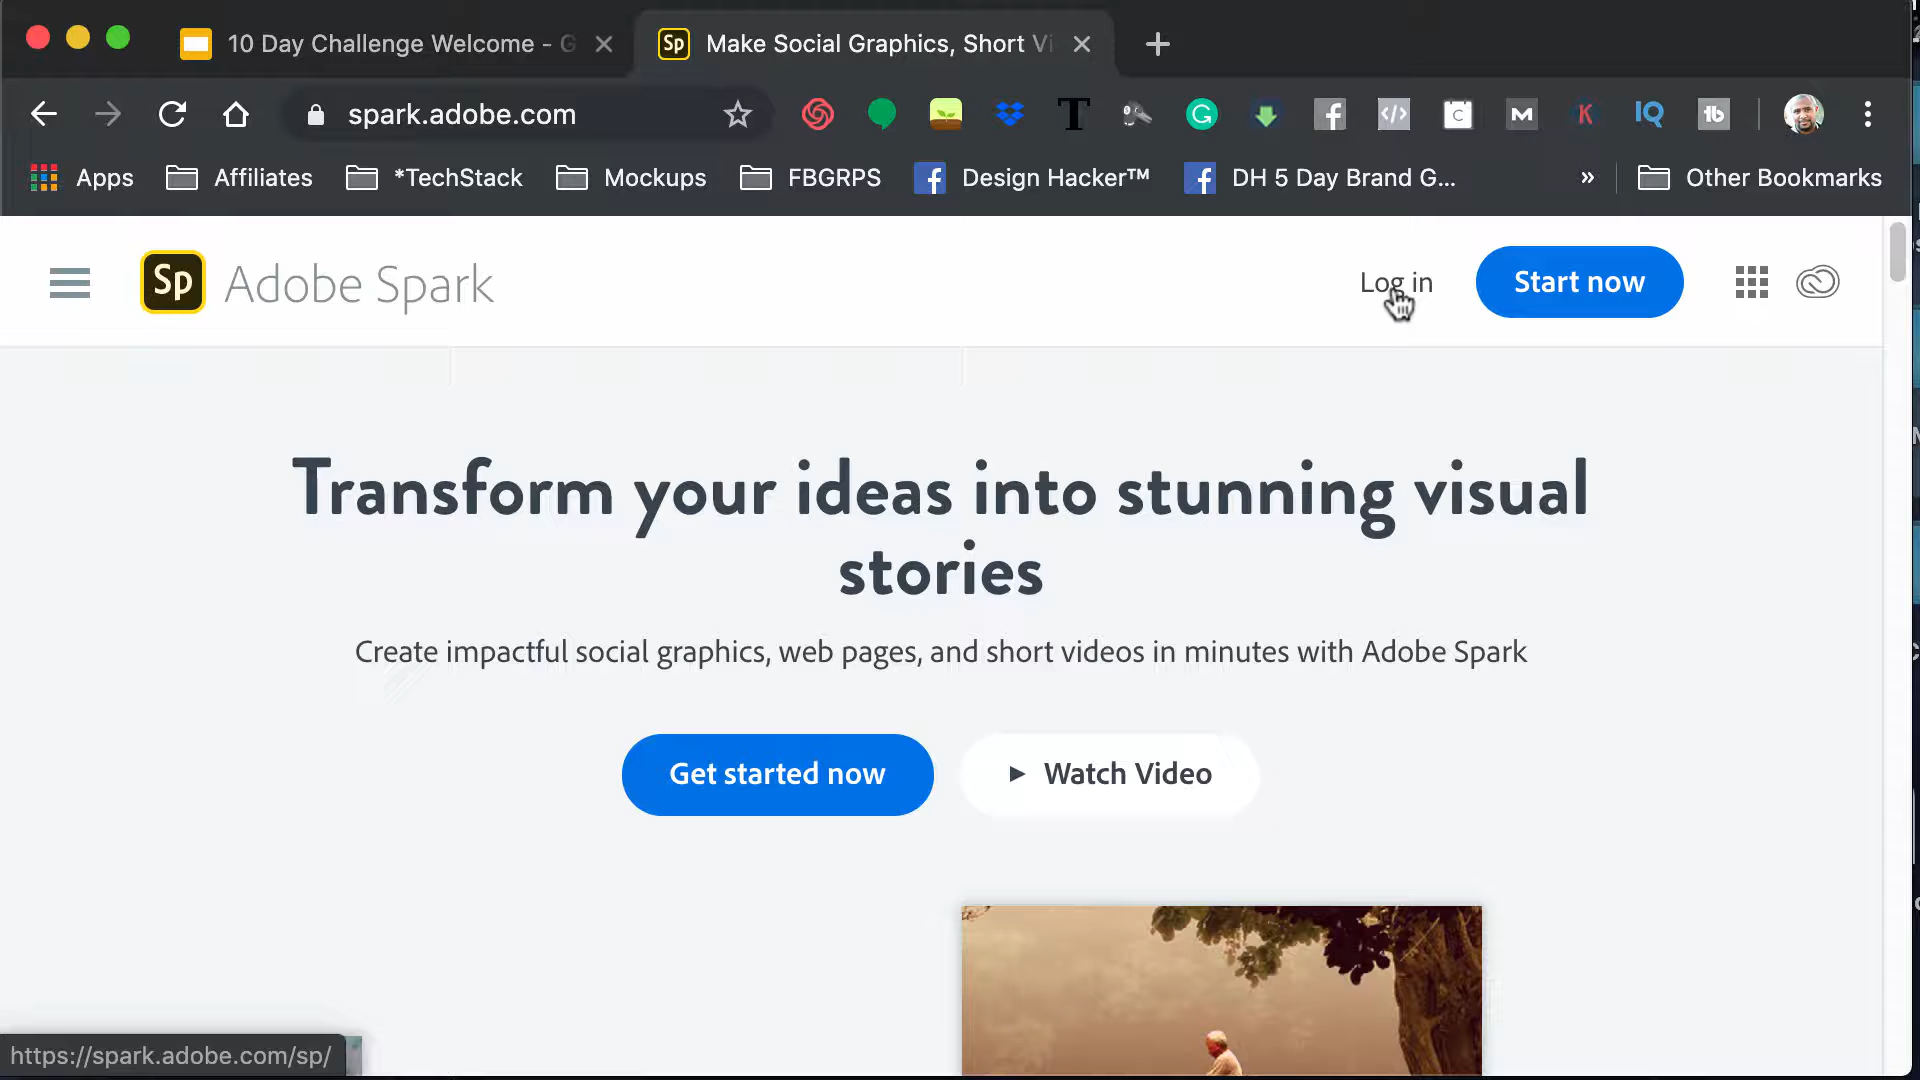 10 Day Challenge Welcome - G
Sp Make Social Graphics, Short Vi
spark.adobe.com
Apps Affiliates *TechStack Mockups FBGRPS Design Hacker™ DH 5 Day Brand G... » Other Bookmarks
Sp Adobe Spark Log in Start now
Transform your ideas into stunning visual
stories
Create impactful social graphics, web pages, and short videos in minutes with Adobe Spark
Get started now Watch Video
https://spark.adobe.com/sp/